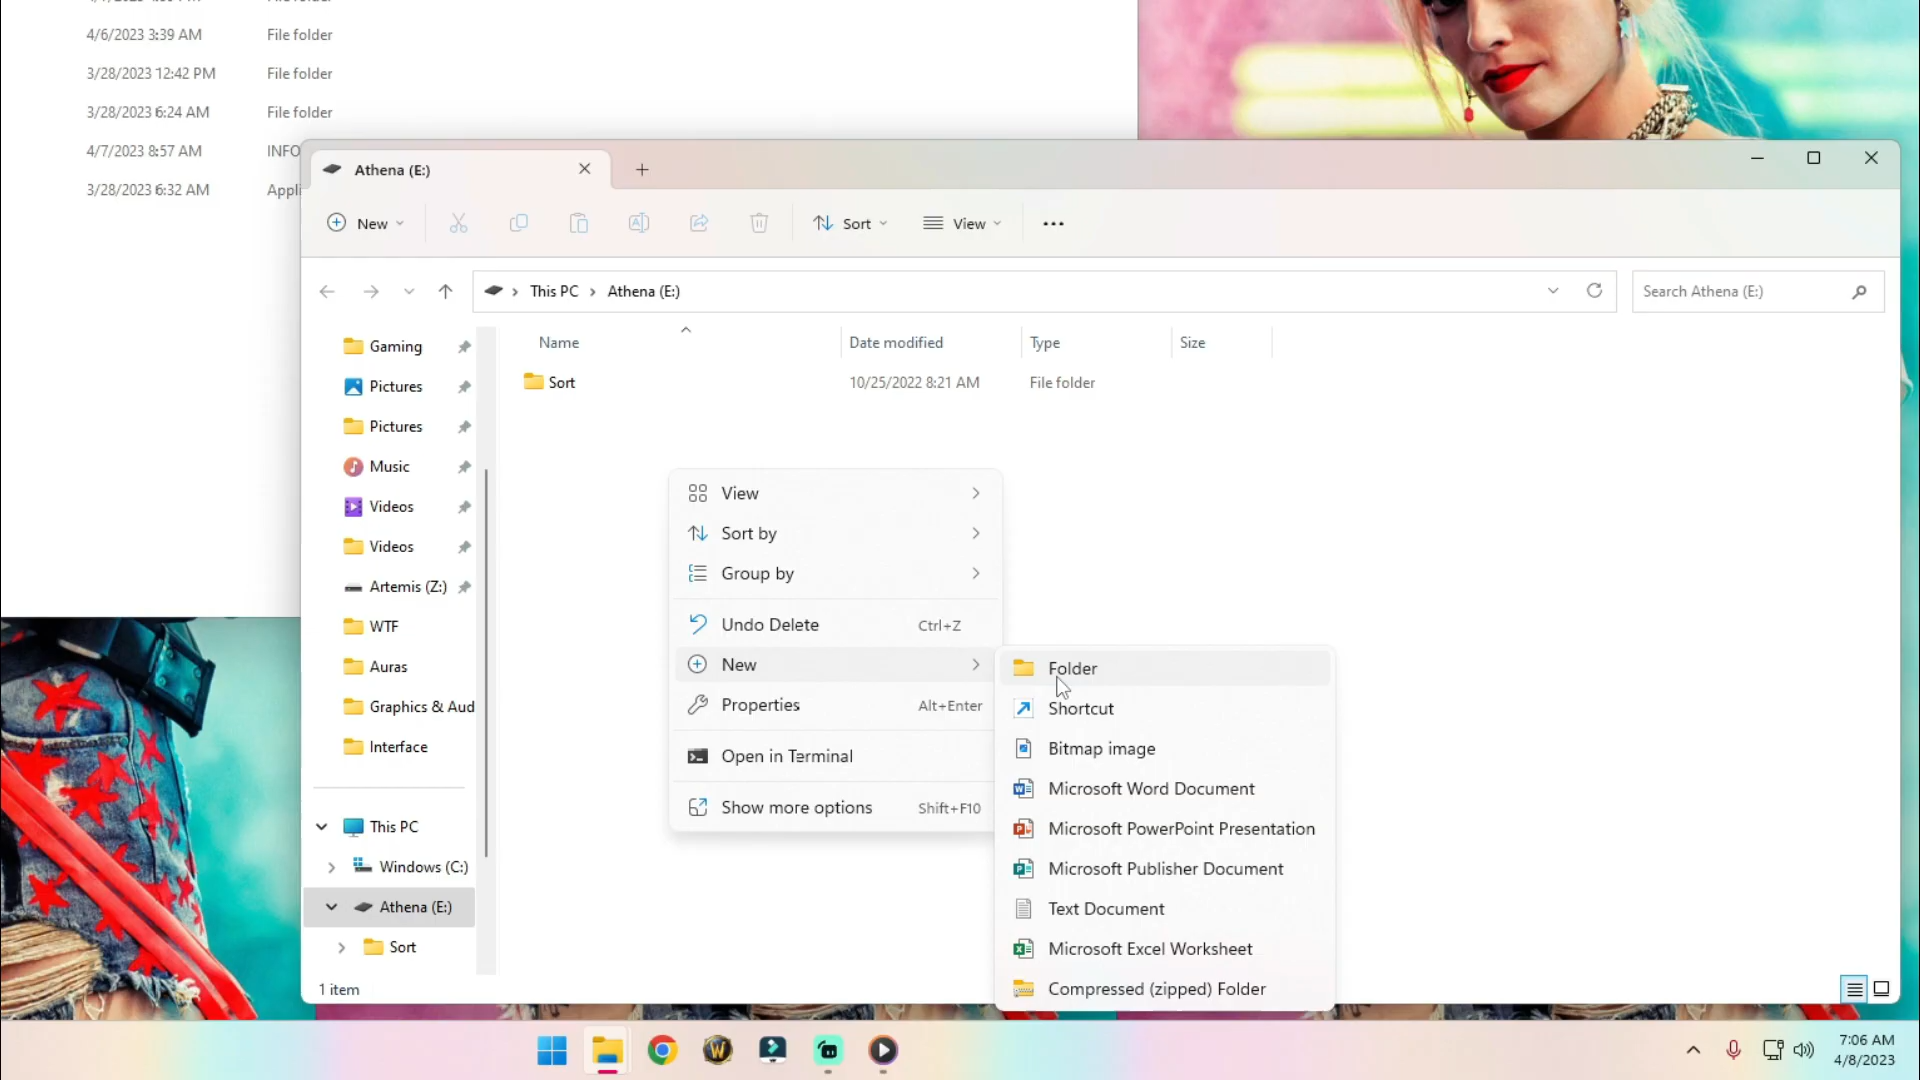 4/6/2023 3:39 AM File folder
3/28/2023 12:42 PM File folder
3/28/2023 6:24 AM File folder
4/7/2023 8:57 AM INFO
3/28/2023 6:32 AM Appli
Athena (E:)
New Sort View
This PC Athena (E:) Search Athena (E:)
Name Date modified Type Size
Sort 10/25/2022 8:21 AM File folder
Gaming
Pictures
Pictures
Music
Videos
Videos
Artemis (Z:)
WTF
Auras
Graphics & Aud
Interface
This PC
Windows (C:)
Athena (E:)
Sort
1 item
View
Sort by
Group by
Undo Delete Ctrl+Z
New
Properties Alt+Enter
Open in Terminal
Show more options Shift+F10
Folder
Shortcut
Bitmap image
Microsoft Word Document
Microsoft PowerPoint Presentation
Microsoft Publisher Document
Text Document
Microsoft Excel Worksheet
Compressed (zipped) Folder
7:06 AM
4/8/2023